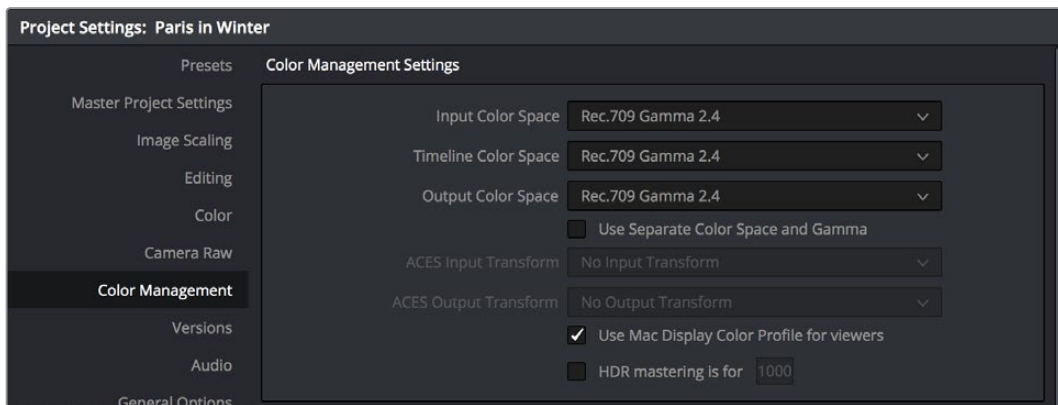 Project Settings: Paris in Winter
Presets
Master Project Settings
Image Scaling
Editing
Color
Camera Raw
Color Management
Versions
Audio
General Options
Color Management Settings
Input Color Space Rec.709 Gamma 2.4
Timeline Color Space Rec.709 Gamma 2.4
Output Color Space Rec.709 Gamma 2.4
Use Separate Color Space and Gamma
ACES Input Transform No Input Transform
ACES Output Transform No Output Transform
Use Mac Display Color Profile for viewers
HDR mastering is for 1000